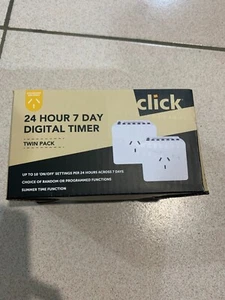 click
24 HOUR 7 DAY
DIGITAL TIMER
TWIN PACK
UP TO 18 'ON/OFF' SETTINGS PER 24 HOURS ACROSS 7 DAYS
CHOICE OF RANDOM OR PROGRAMMED FUNCTIONS
SUMMER TIME FUNCTION